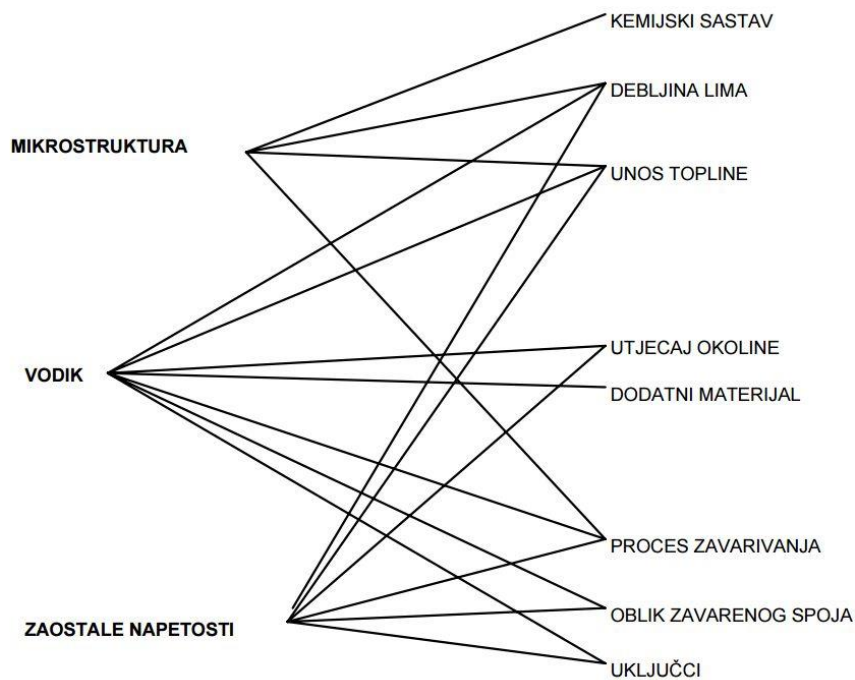 KEMIJSKI SASTAV
DEBLJINA LIMA
MIKROSTRUKTURA
UNOS TOPLINE
UTJECAJ OKOLINE
VODIK
DODATNI MATERIJAL
PROCES ZAVARIVANJA
OBLIK ZAVARENOG SPOJA
ZAOSTALE NAPETOSTI
UKLJUČCI